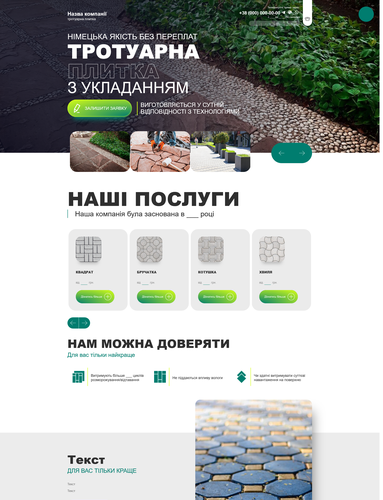 Назва компанії
тротуарна плитка
+38 (000) 000-00-00
НІМЕЦЬКА ЯКІСТЬ БЕЗ ПЕРЕПЛАТ
ТРОТУАРНА
ПЛИТКА
З УКЛАДАННЯМ
ЗАЛИШИТИ ЗАЯВКУ
ВИГОТОВЛЯЄТЬСЯ У СУТНІЙ
ВІДПОВІДНОСТІ З ТЕХНОЛОГІЯМИ
НАШІ ПОСЛУГИ
Наша компанія була заснована в ___ році
КВАДРАТ
БРУЧАТКА
КОТУШКА
ХВИЛЯ
НАМ МОЖНА ДОВЕРЯТИ
Для вас тільки найкраще
Витримують більше ___ циклів
розморожування/відтавання
Не піддаються впливу вологи
Че здатні витримувати суттєві
навантаження на поверхню
Текст
ДЛЯ ВАС ТІЛЬКИ КРАЩЕ
Текст
Текст